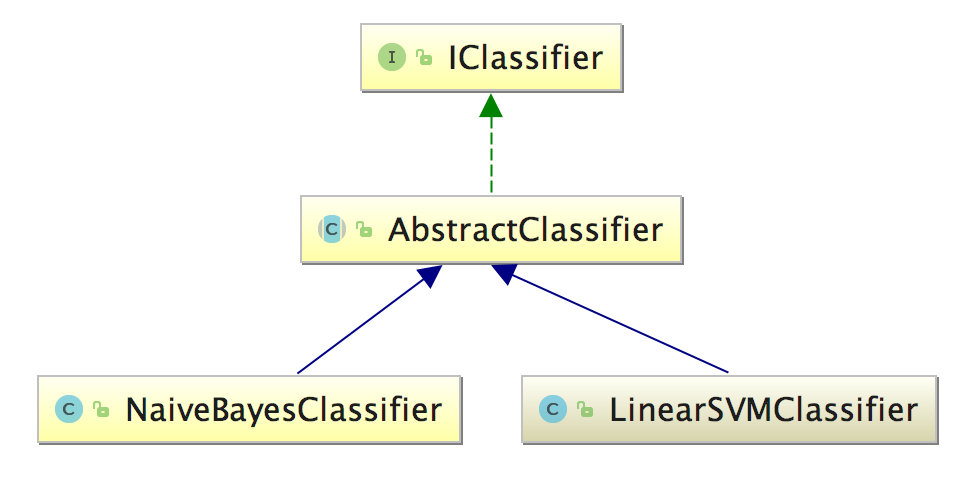 I IClassifier
C AbstractClassifier
C NaiveBayesClassifier
C LinearSVMClassifier